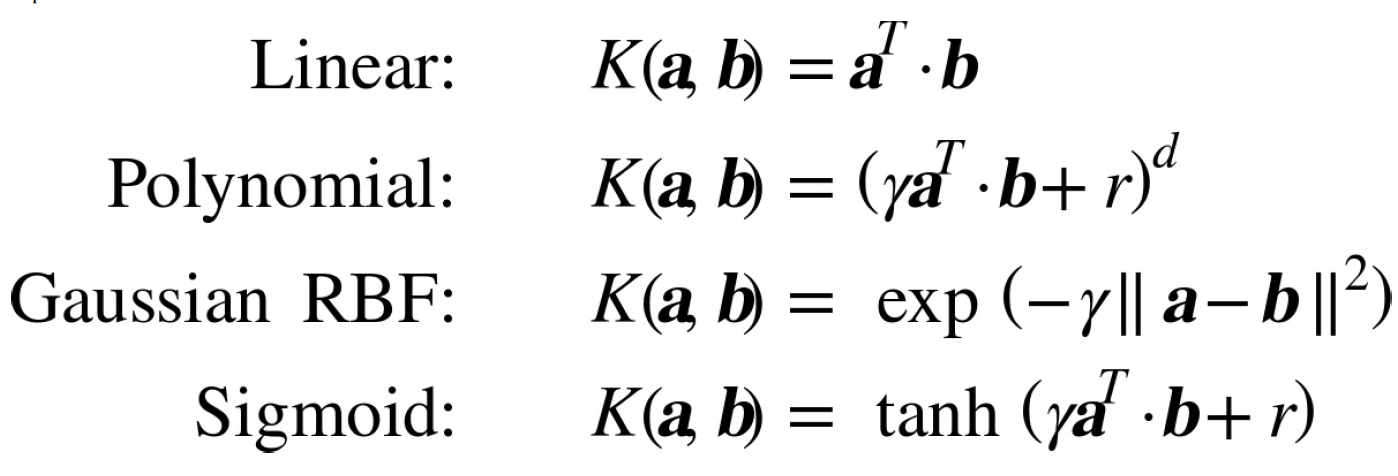 Linear: K(a, b) = a^T · b
Polynomial: K(a, b) = (γa^T · b + r)^d
Gaussian RBF: K(a, b) = exp (−γ‖ a − b ‖²)
Sigmoid: K(a, b) = tanh (γa^T · b + r)